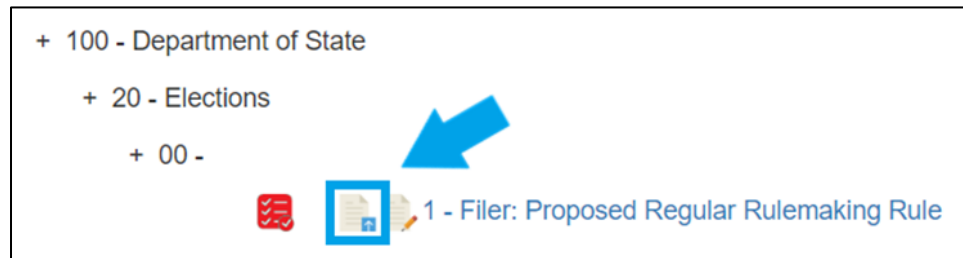 + 100 - Department of State
+ 20 - Elections
+ 00 -
1 - Filer: Proposed Regular Rulemaking Rule